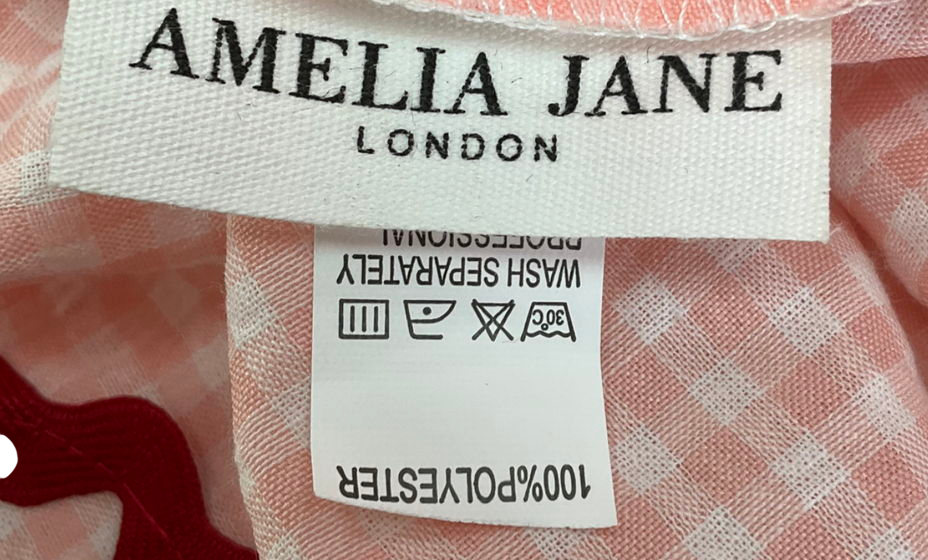 AMELIA JANE
LONDON
100%POLYESTER
30°C
WASH SEPARATELY
PROFESSIONAL